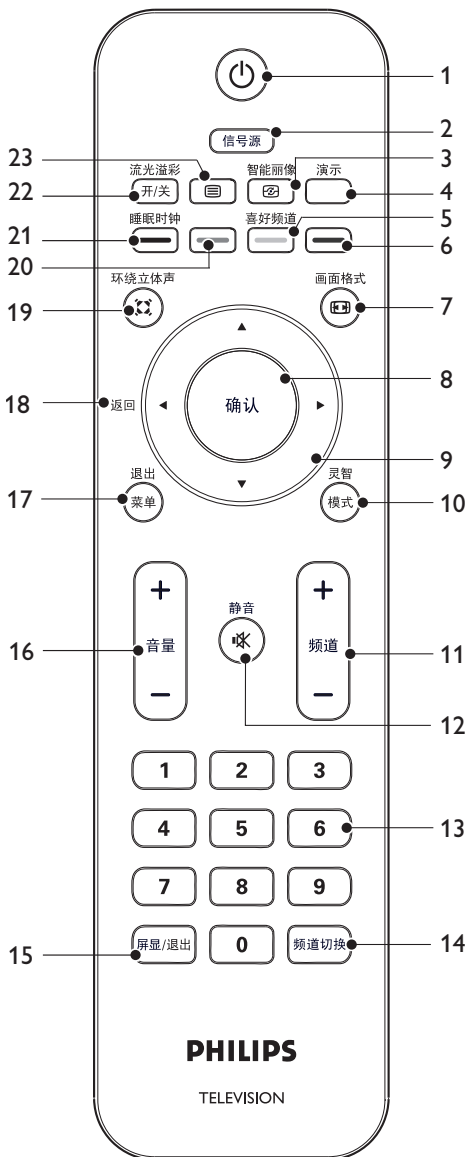 1
信号源
2
23
3
流光溢彩
智能丽像
演示
22
开/关
4
睡眠时钟
喜好频道
5
21
6
20
环绕立体声
画面格式
19
7
8
18
返回
确认
9
退出
灵智
17
菜单
模式
10
+
+
静音
16
音量
频道
11
−
−
12
1 2 3
4 5 6
13
7 8 9
15
屏显/退出
0
频道切换
14
PHILIPS
TELEVISION